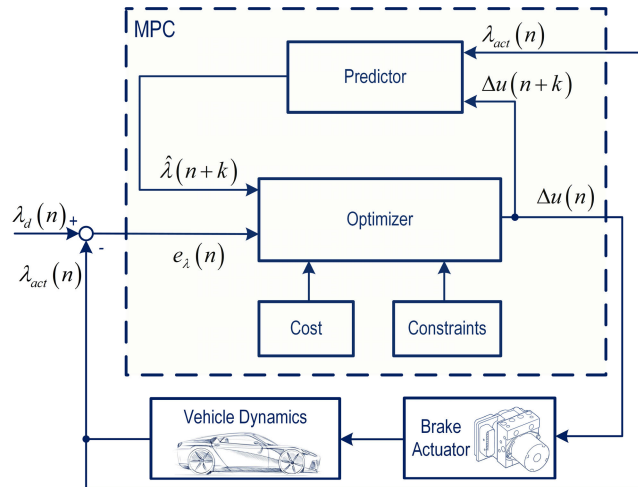 MPC
λ_act(n)
Predictor
Δu(n+k)
λ̂(n+k)
λ_d(n)
+
Optimizer
Δu(n)
-
λ_act(n)
e_λ(n)
Cost
Constraints
Vehicle Dynamics
Brake
Actuator